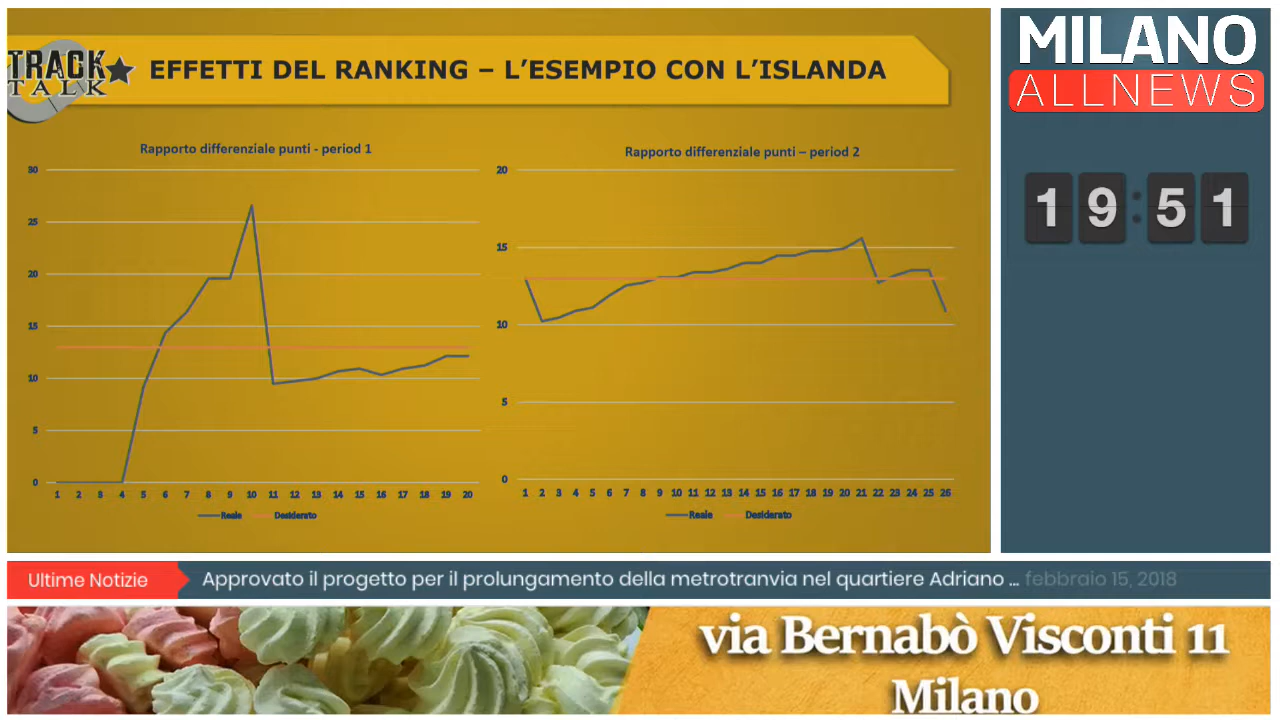 TRACK
TALK
EFFETTI DEL RANKING – L’ESEMPIO CON L’ISLANDA
Rapporto differenziale punti - period 1
30
25
20
15
10
5
0
1 2 3 4 5 6 7 8 9 10 11 12 13 14 15 16 17 18 19 20
Reale Desiderato
Rapporto differenziale punti – period 2
20
15
10
5
0
1 2 3 4 5 6 7 8 9 10 11 12 13 14 15 16 17 18 19 20 21 22 23 24 25 26
Reale Desiderato
MILANO
ALLNEWS
19:51
Ultime Notizie
Approvato il progetto per il prolungamento della metrotranvia nel quartiere Adriano ... febbraio 15, 2018
via Bernabò Visconti 11
Milano